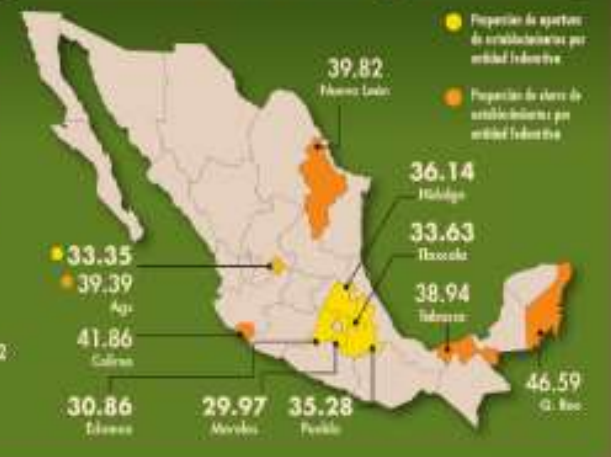 Proporción de apertura
de establecimientos por
entidad federativa
Proporción de cierre de
establecimientos por
entidad federativa
39.82
Nuevo León
36.14
Hidalgo
33.63
Tlaxcala
33.35
39.39
Ags
38.94
Tabasco
41.86
Colima
2
46.59
Q. Roo
30.86
Edomex
29.97
Morelos
35.28
Puebla